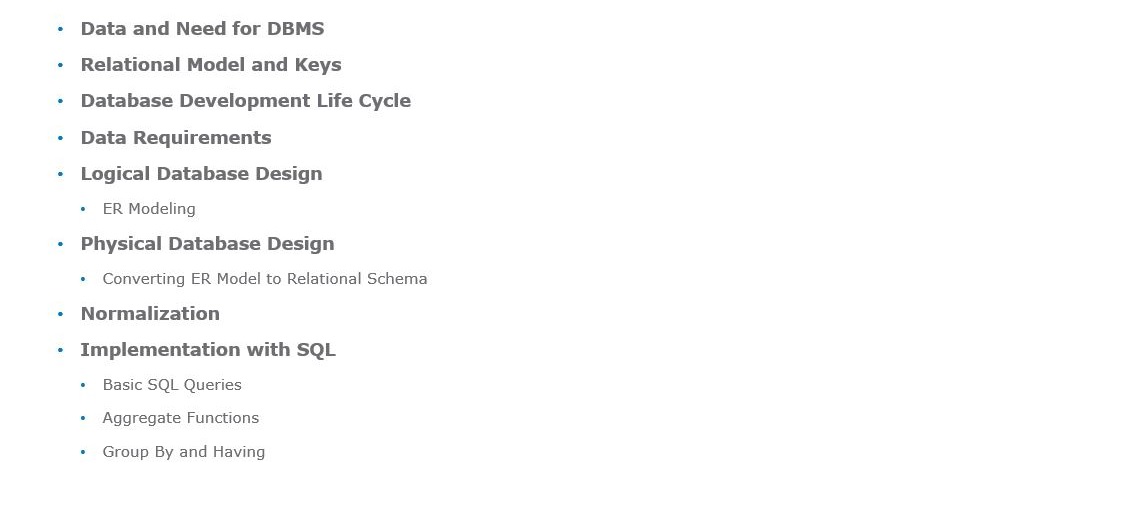 • Data and Need for DBMS
• Relational Model and Keys
• Database Development Life Cycle
• Data Requirements
• Logical Database Design
• ER Modeling
• Physical Database Design
• Converting ER Model to Relational Schema
• Normalization
• Implementation with SQL
• Basic SQL Queries
• Aggregate Functions
• Group By and Having